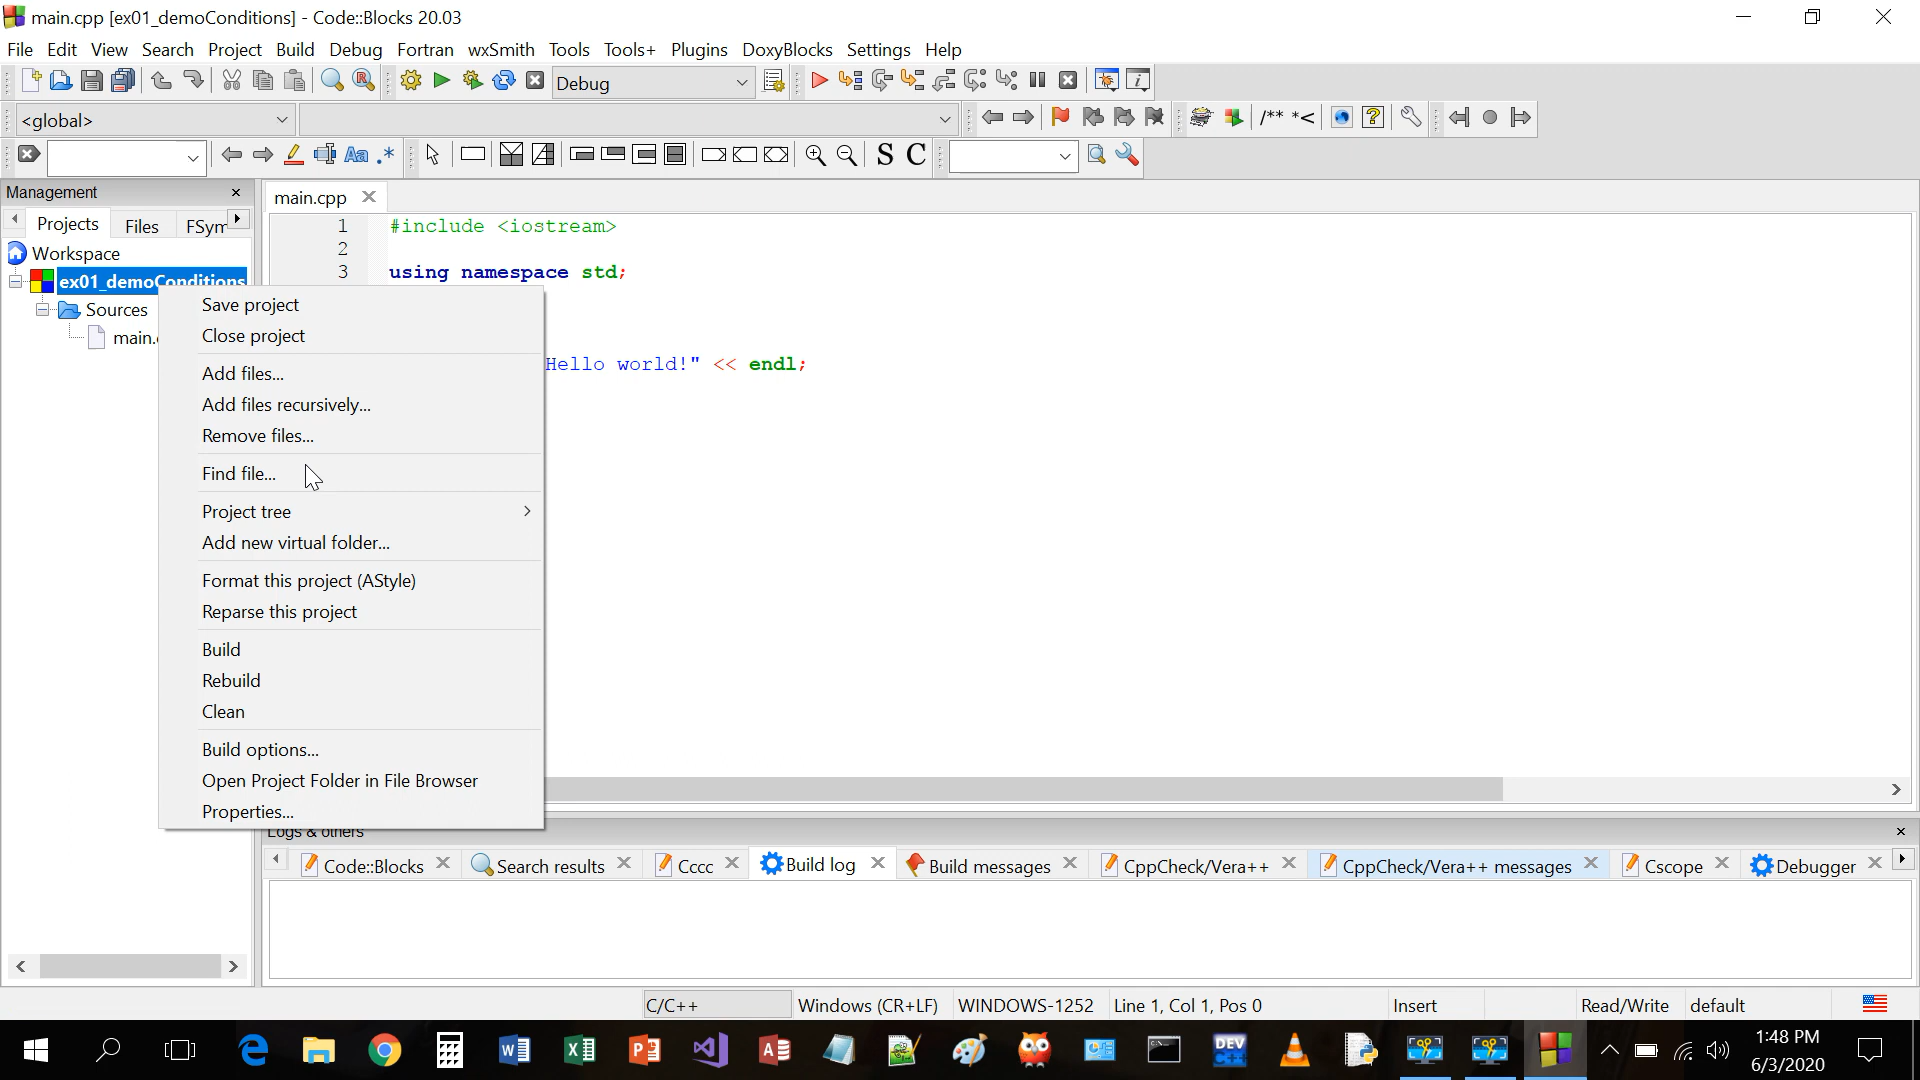 main.cpp [ex01_demoConditions] - Code::Blocks 20.03
File Edit View Search Project Build Debug Fortran wxSmith Tools Tools+ Plugins DoxyBlocks Settings Help
Debug
<global>
/** *<
Aa .* S C
Management
Projects Files FSym
main.cpp
Workspace
ex01_demoConditions
Sources
main.
1 #include <iostream>
2
3 using namespace std;
Hello world!" << endl;
Save project
Close project
Add files...
Add files recursively...
Remove files...
Find file...
Project tree
Add new virtual folder...
Format this project (AStyle)
Reparse this project
Build
Rebuild
Clean
Build options...
Open Project Folder in File Browser
Properties...
Logs & others
Code::Blocks Search results Cccc Build log Build messages CppCheck/Vera++ CppCheck/Vera++ messages Cscope Debugger
C/C++ Windows (CR+LF) WINDOWS-1252 Line 1, Col 1, Pos 0 Insert Read/Write default
DEV
1:48 PM
6/3/2020